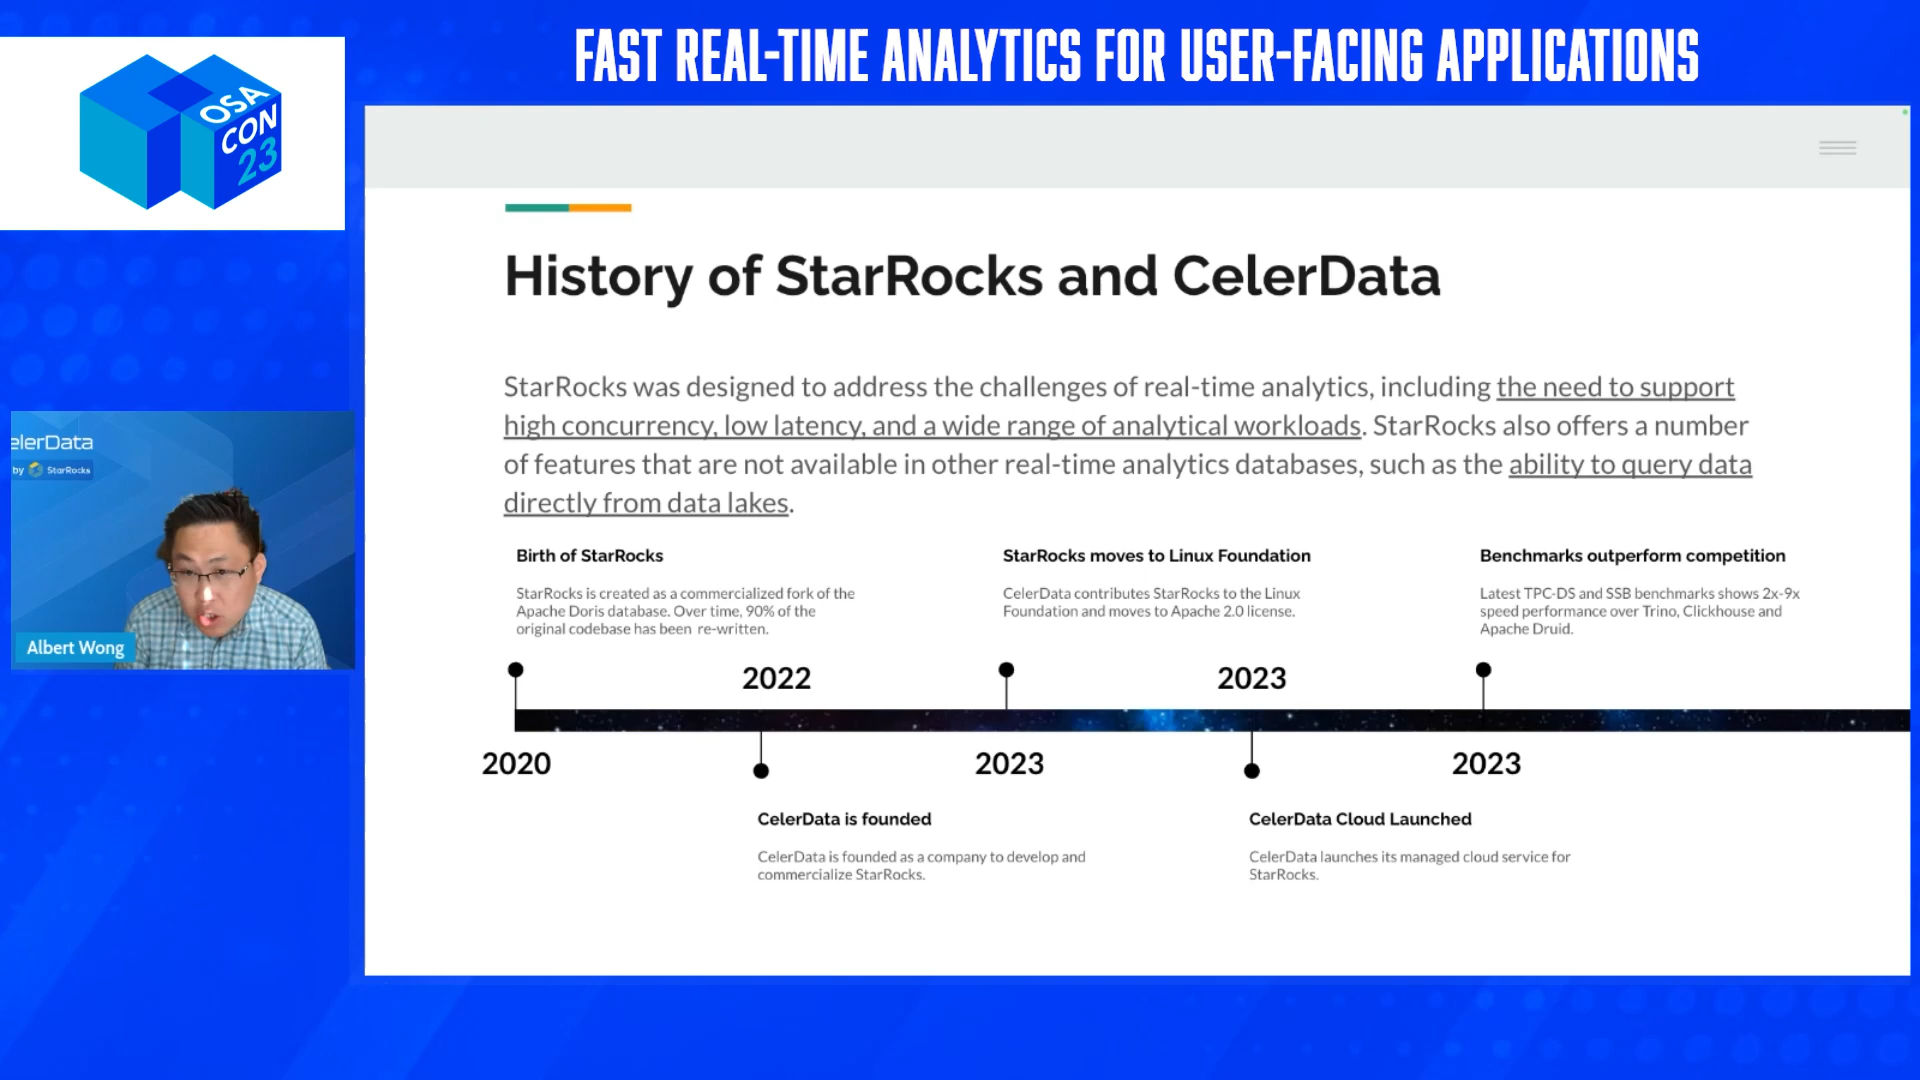 FAST REAL-TIME ANALYTICS FOR USER-FACING APPLICATIONS
OSA
CON
23
elerData
by StarRocks
Albert Wong
History of StarRocks and CelerData
StarRocks was designed to address the challenges of real-time analytics, including the need to support
high concurrency, low latency, and a wide range of analytical workloads. StarRocks also offers a number
of features that are not available in other real-time analytics databases, such as the ability to query data
directly from data lakes.
Birth of StarRocks
StarRocks is created as a commercialized fork of the
Apache Doris database. Over time, 90% of the
original codebase has been re-written.
StarRocks moves to Linux Foundation
CelerData contributes StarRocks to the Linux
Foundation and moves to Apache 2.0 license.
Benchmarks outperform competition
Latest TPC-DS and SSB benchmarks shows 2x-9x
speed performance over Trino, Clickhouse and
Apache Druid.
2022
2023
2020
2023
2023
CelerData is founded
CelerData is founded as a company to develop and
commercialize StarRocks.
CelerData Cloud Launched
CelerData launches its managed cloud service for
StarRocks.